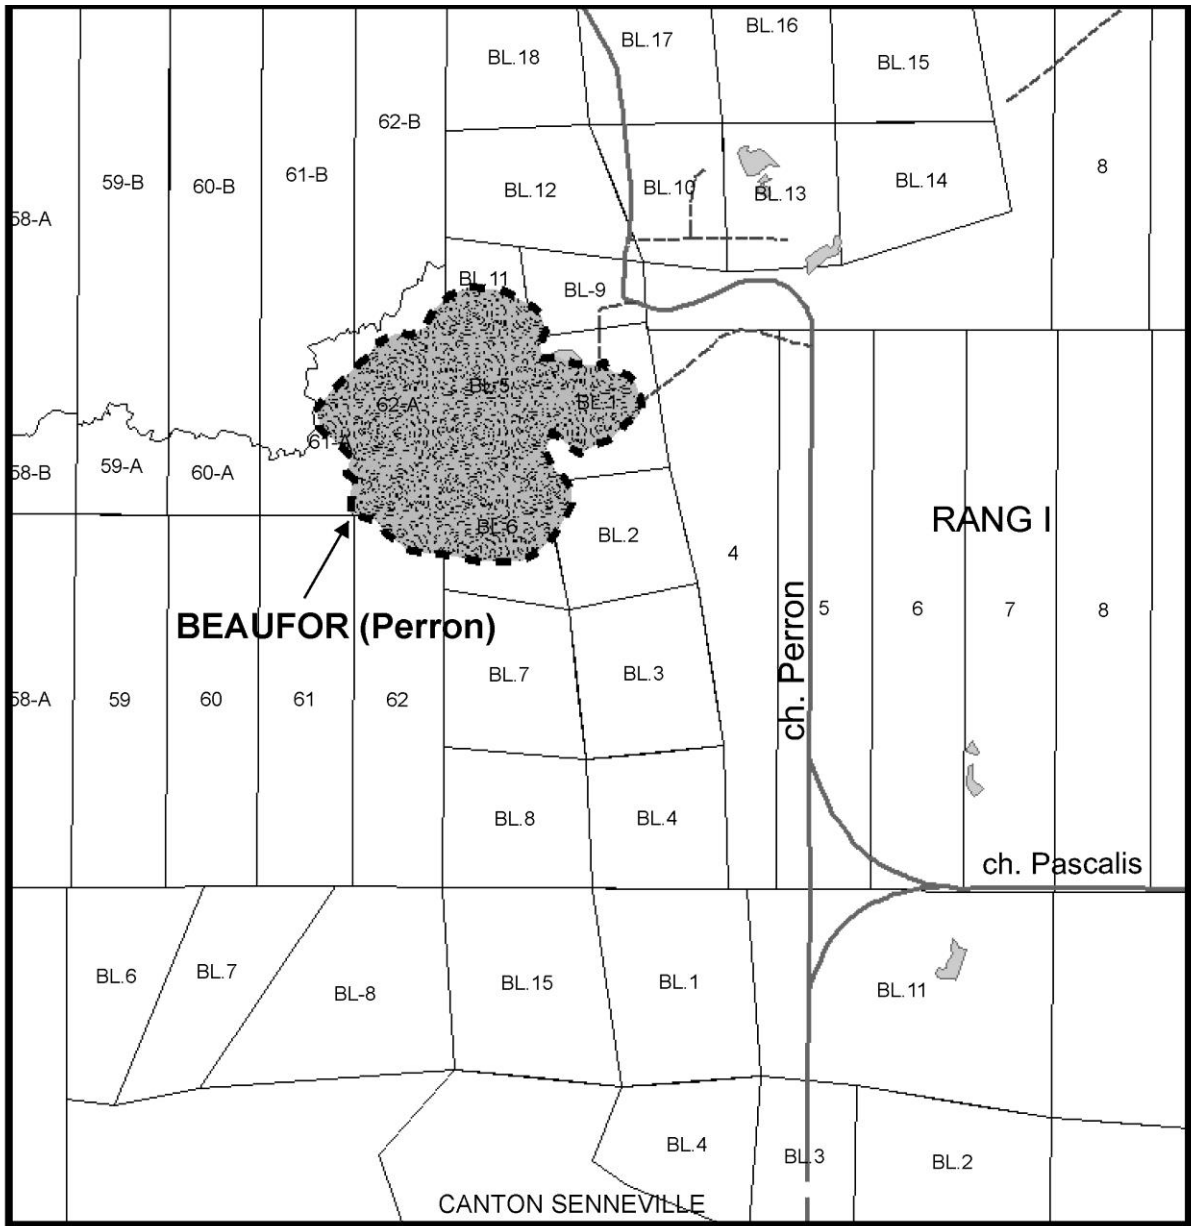 BL.18
BL.17
BL.16
BL.15
62-B
59-B
60-B
61-B
BL.12
BL.10
BL.13
BL.14
8
58-A
BL.11
BL-9
BL-5
62-A
BL-1
61-A
58-B
59-A
60-A
BL-6
BL.2
4
RANG I
BEAUFOR (Perron)
ch. Perron
5
6
7
8
58-A
59
60
61
62
BL.7
BL.3
BL.8
BL.4
ch. Pascalis
BL.6
BL.7
BL-8
BL.15
BL.1
BL.11
BL.4
BL.3
BL.2
CANTON SENNEVILLE